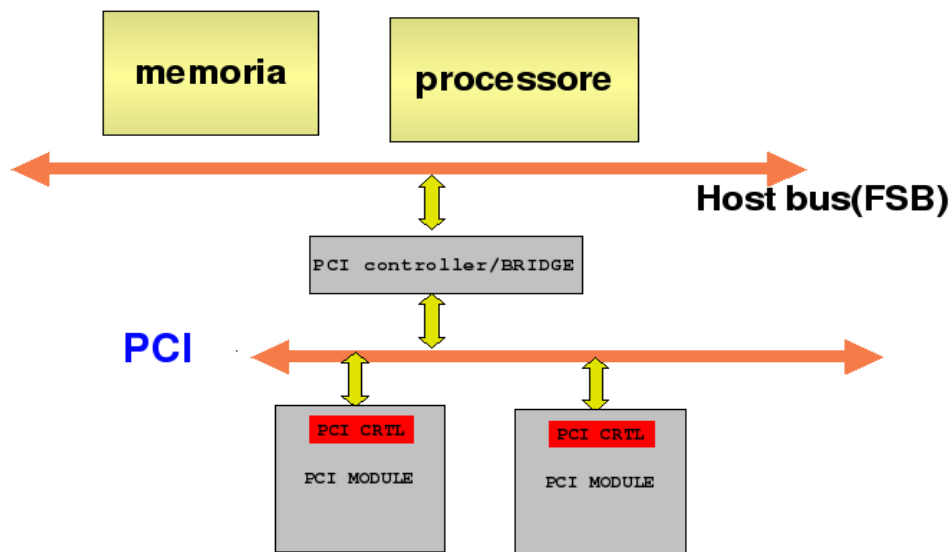 memoria
processore
Host bus(FSB)
PCI controller/BRIDGE
PCI
PCI CRTL
PCI MODULE
PCI CRTL
PCI MODULE